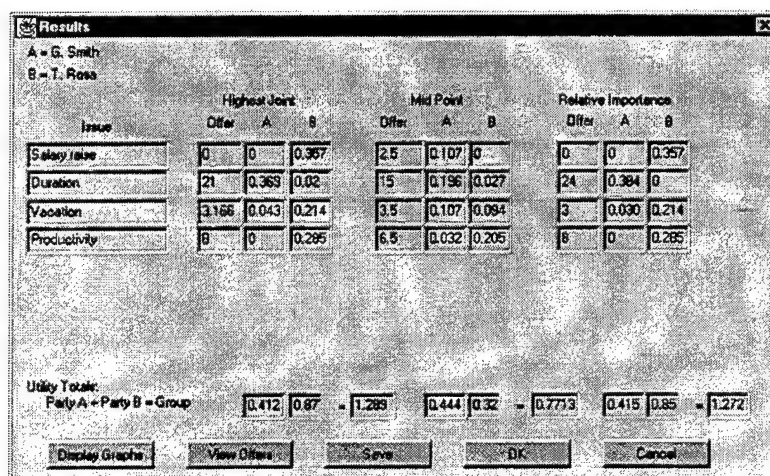 Results
A = G. Smith
B = T. Rosa
Highest Joint Mid Point Relative Importance
Issue Offer A B Offer A B Offer A B
Salary raise 0 0 0.357 2.5 0.107 0 0 0 0.357
Duration 21 0.369 0.02 15 0.196 0.027 24 0.384 0
Vacation 3.166 0.043 0.214 3.5 0.107 0.094 3 0.030 0.214
Productivity 8 0 0.285 6.5 0.032 0.205 8 0 0.285
Utility Totals:
Party A + Party B = Group 0.412 0.87 = 1.289 0.444 0.32 = 0.7713 0.415 0.85 = 1.272
Display Graphs View Offers Save OK Cancel